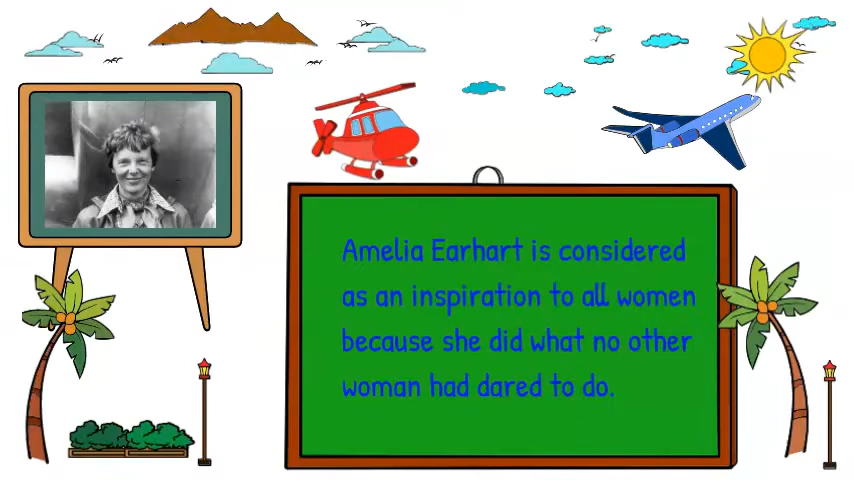 Amelia Earhart is considered
as an inspiration to all women
because she did what no other
woman had dared to do.